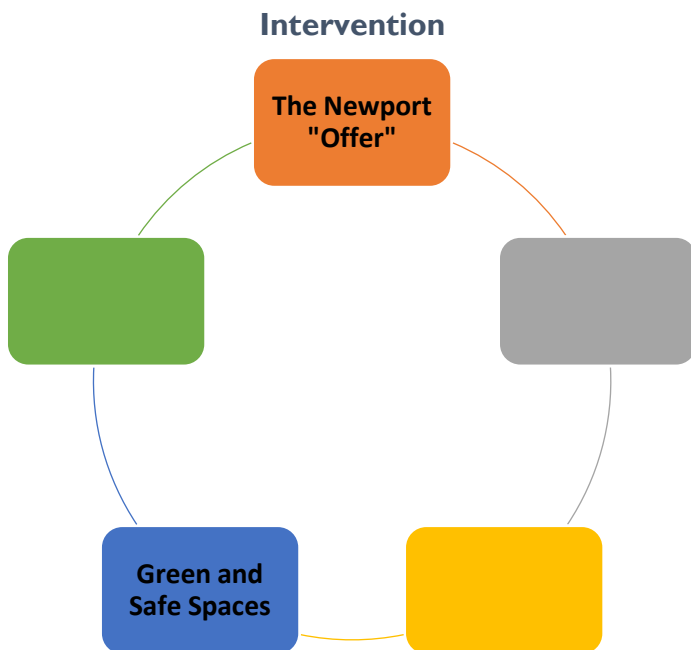 Intervention
The Newport
"Offer"
Green and
Safe Spaces